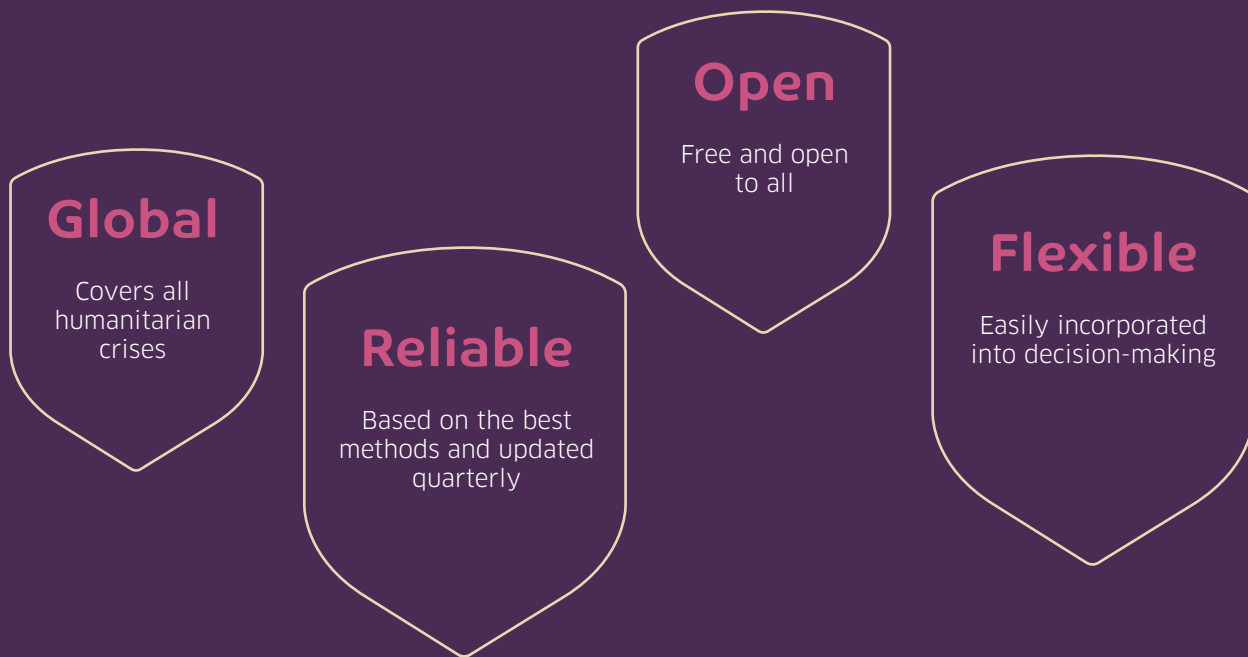 Global
Covers all
humanitarian
crises
Reliable
Based on the best
methods and updated
quarterly
Open
Free and open
to all
Flexible
Easily incorporated
into decision-making